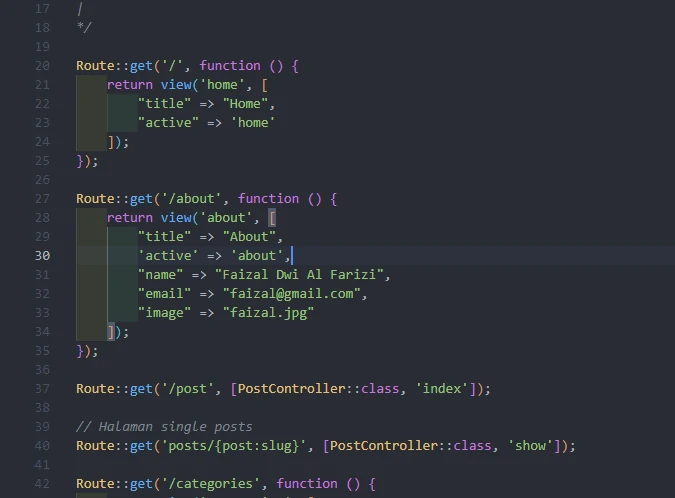 17 |
18 */
19
20 Route::get('/', function () {
21     return view('home', [
22         "title" => "Home",
23         "active" => 'home'
24     ]);
25 });
26
27 Route::get('/about', function () {
28     return view('about', [
29         "title" => "About",
30         'active' => 'about',
31         "name" => "Faizal Dwi Al Farizi",
32         "email" => "faizal@gmail.com",
33         "image" => "faizal.jpg"
34     ]);
35 });
36
37 Route::get('/post', [PostController::class, 'index']);
38
39 // Halaman single posts
40 Route::get('posts/{post:slug}', [PostController::class, 'show']);
41
42 Route::get('/categories', function () {